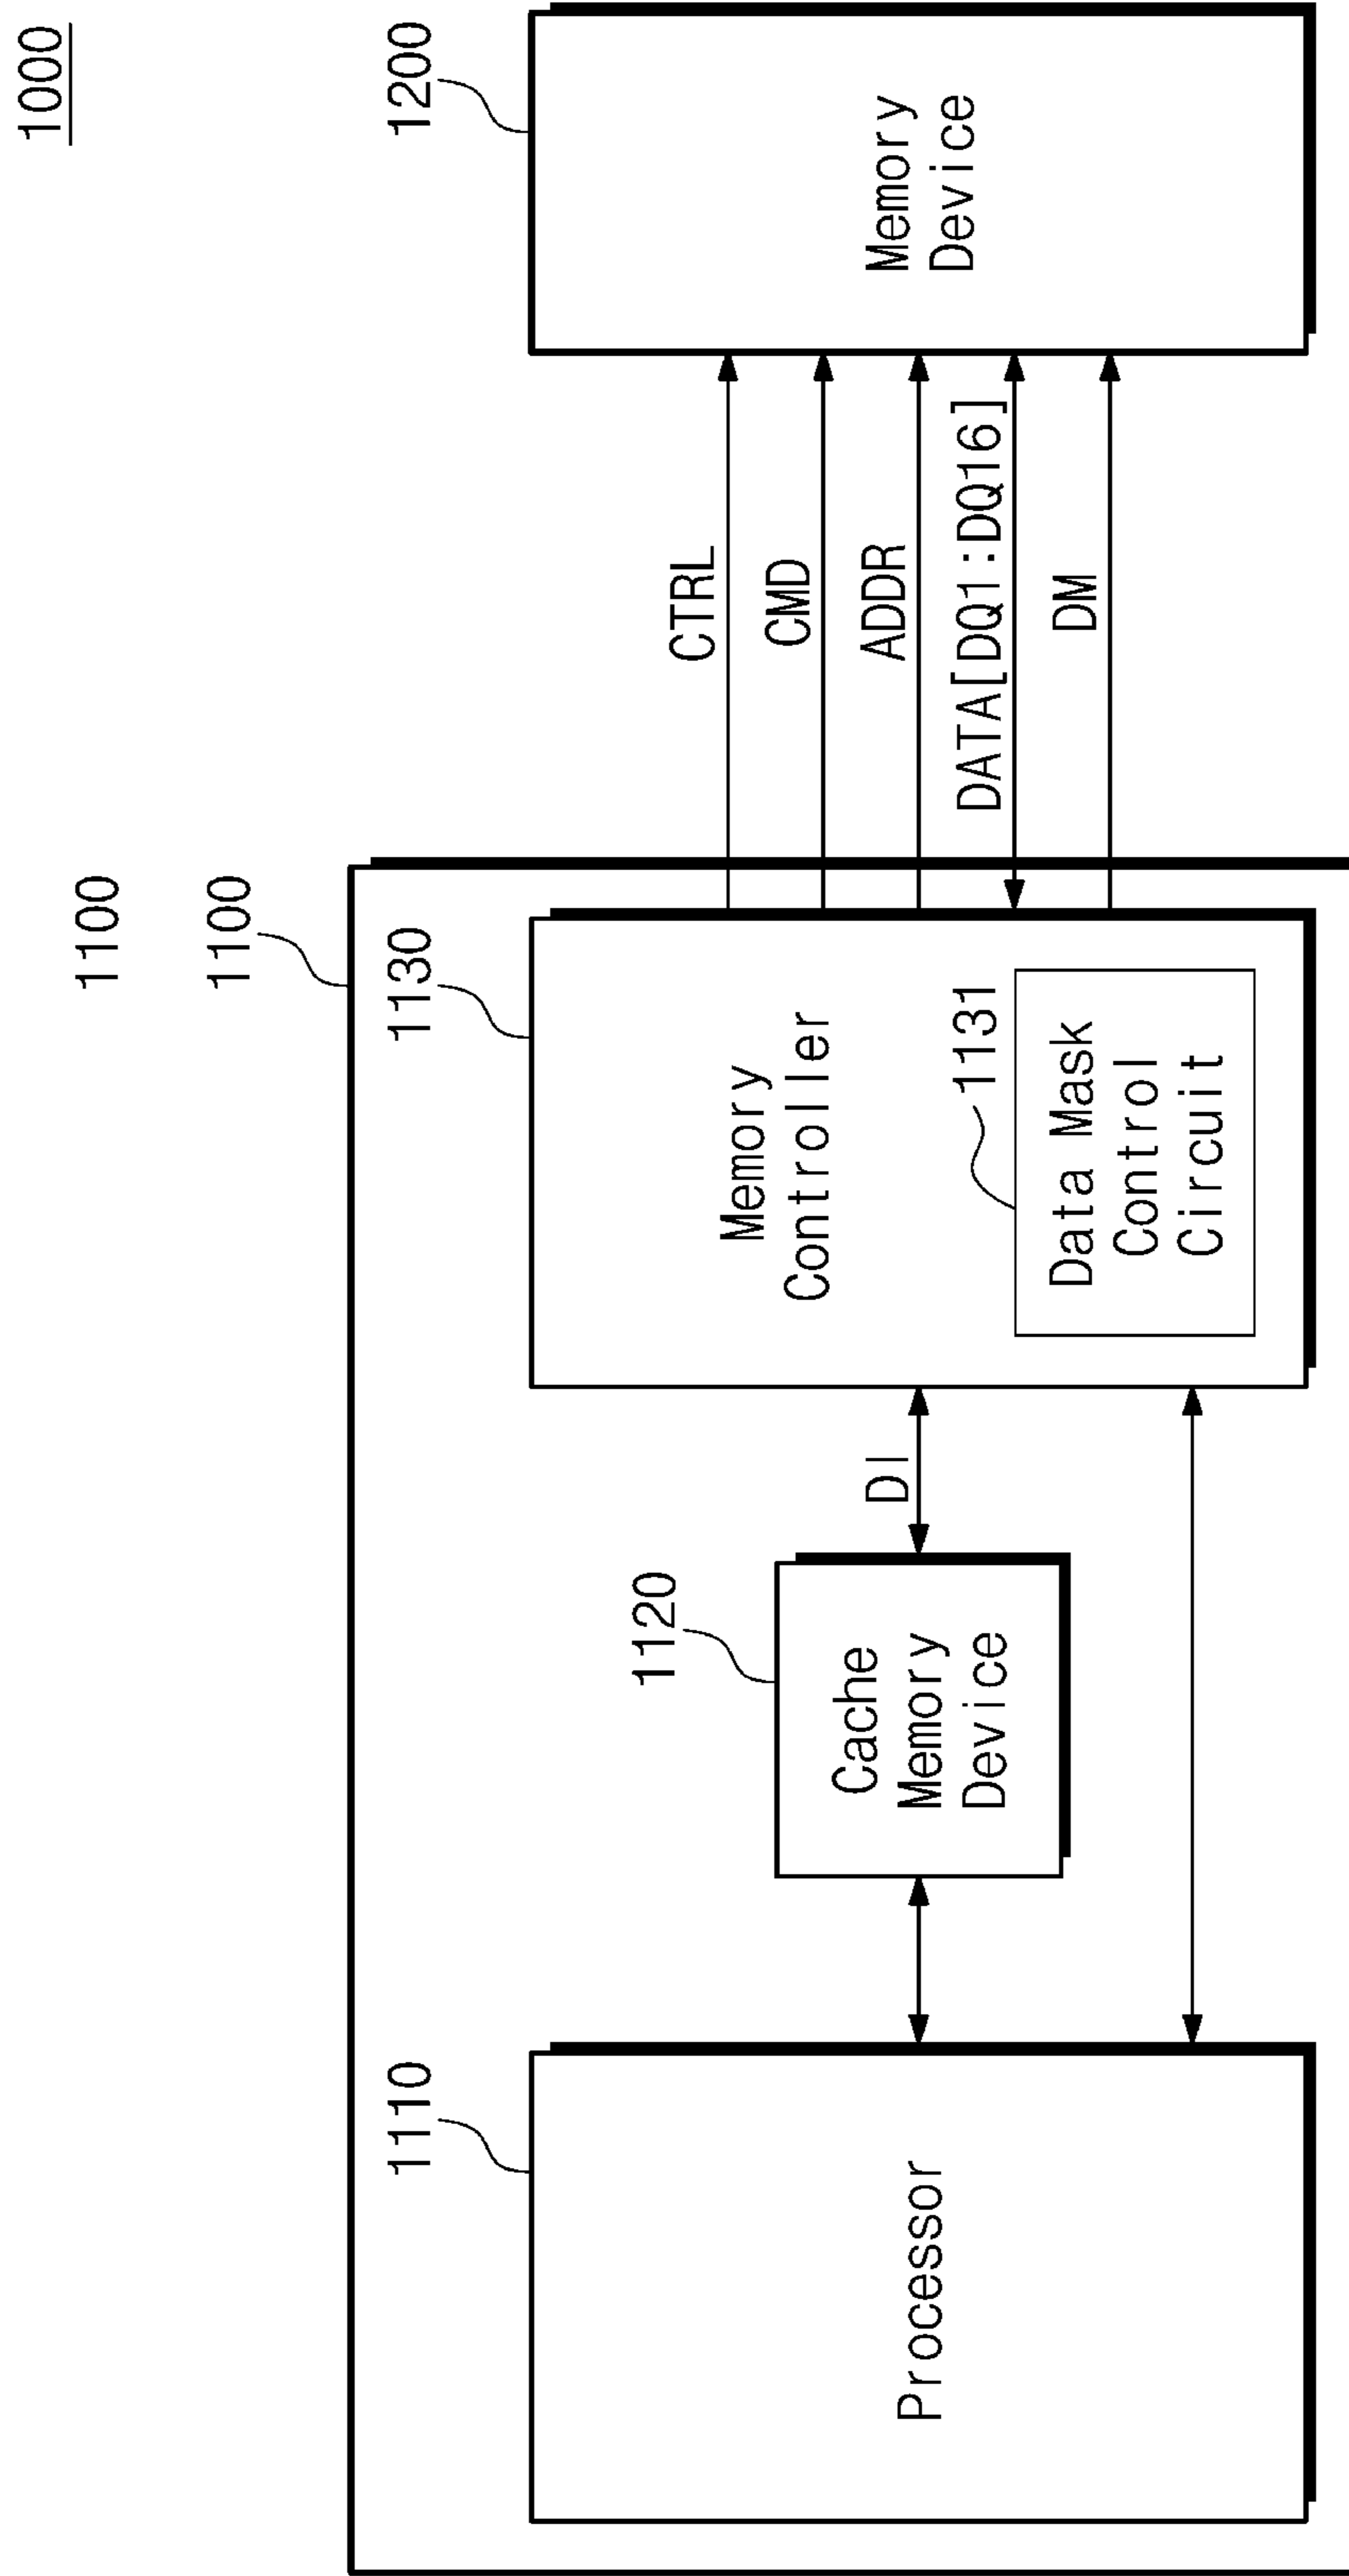 1000
1100
1100
1110
Processor
1120
Cache
Memory
Device
DI
1130
Memory
Controller
1131
Data Mask
Control
Circuit
CTRL
CMD
ADDR
DATA[DQ1:DQ16]
DM
1200
Memory
Device